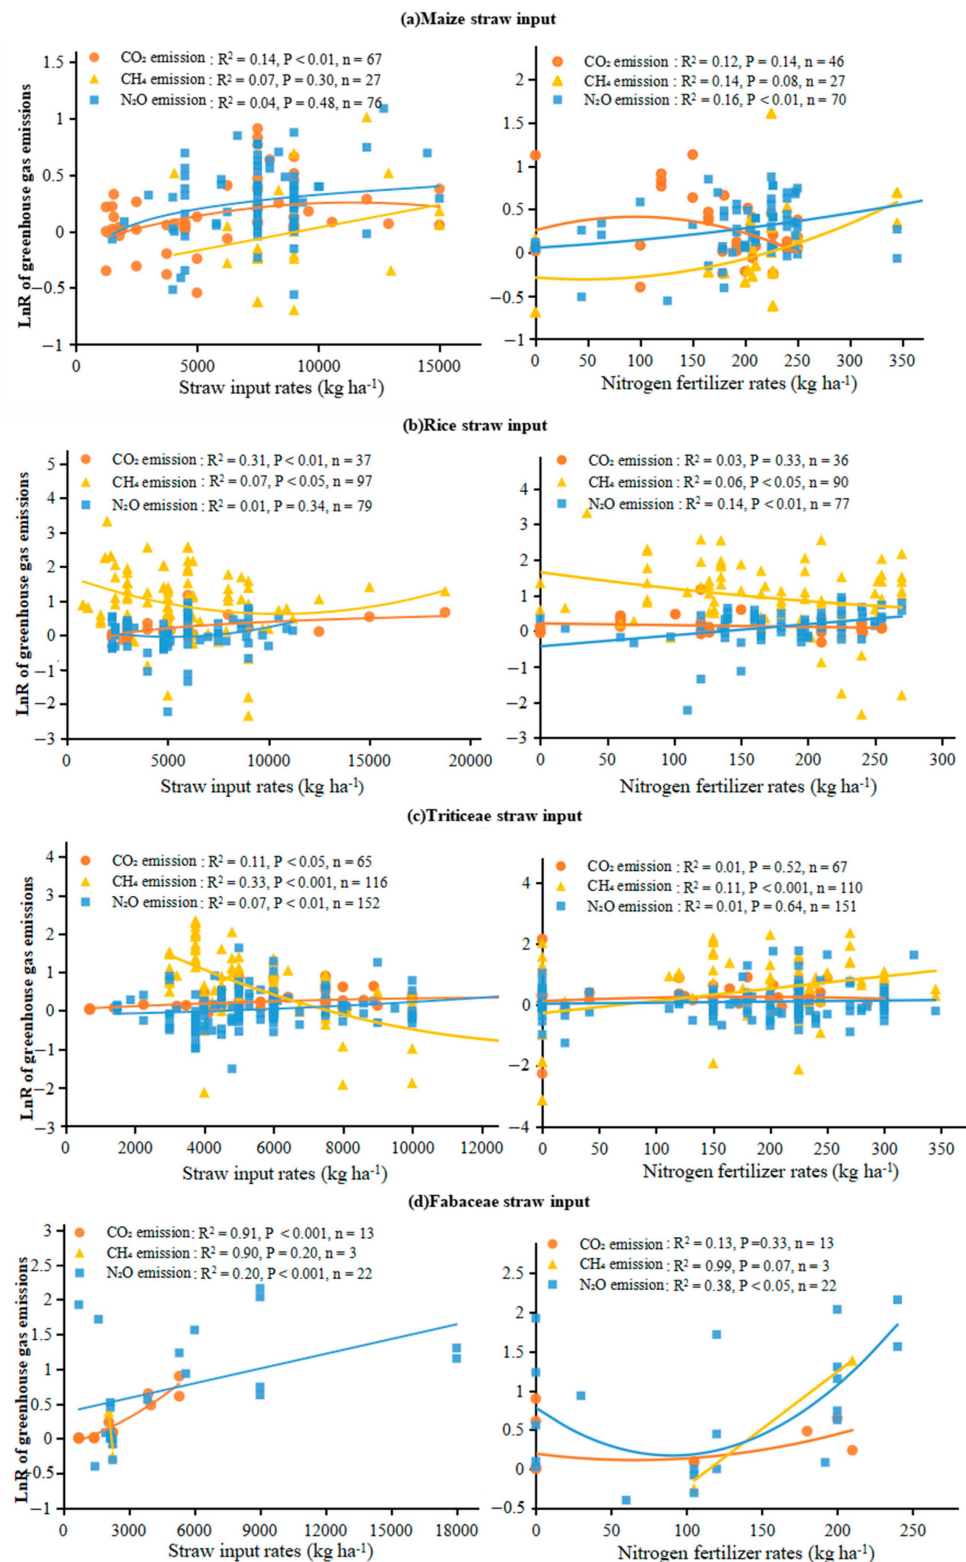 (a)Maize straw input
CO₂ emission : R² = 0.14, P < 0.01, n = 67
CH₄ emission : R² = 0.07, P = 0.30, n = 27
N₂O emission : R² = 0.04, P = 0.48, n = 76
LnR of greenhouse gas emissions
1.5
1
0.5
0
−0.5
−1
0 5000 10000 15000
Straw input rates (kg ha⁻¹)
CO₂ emission : R² = 0.12, P = 0.14, n = 46
CH₄ emission : R² = 0.14, P = 0.08, n = 27
N₂O emission : R² = 0.16, P < 0.01, n = 70
2
1.5
1
0.5
0
−0.5
−1
0 50 100 150 200 250 300 350
Nitrogen fertilizer rates (kg ha⁻¹)
(b)Rice straw input
CO₂ emission : R² = 0.31, P < 0.01, n = 37
CH₄ emission : R² = 0.07, P < 0.05, n = 97
N₂O emission : R² = 0.01, P = 0.34, n = 79
LnR of greenhouse gas emissions
5
4
3
2
1
0
−1
−2
−3
0 5000 10000 15000 20000
Straw input rates (kg ha⁻¹)
CO₂ emission : R² = 0.03, P = 0.33, n = 36
CH₄ emission : R² = 0.06, P < 0.05, n = 90
N₂O emission : R² = 0.14, P < 0.01, n = 77
5
4
3
2
1
0
−1
−2
−3
0 50 100 150 200 250 300
Nitrogen fertilizer rates (kg ha⁻¹)
(c)Triticeae straw input
CO₂ emission : R² = 0.11, P < 0.05, n = 65
CH₄ emission : R² = 0.33, P < 0.001, n = 116
N₂O emission : R² = 0.07, P < 0.01, n = 152
LnR of greenhouse gas emissions
4
3
2
1
0
−1
−2
−3
0 2000 4000 6000 8000 10000 12000
Straw input rates (kg ha⁻¹)
CO₂ emission : R² = 0.01, P = 0.52, n = 67
CH₄ emission : R² = 0.11, P < 0.001, n = 110
N₂O emission : R² = 0.01, P = 0.64, n = 151
4
2
0
−2
−4
0 50 100 150 200 250 300 350
Nitrogen fertilizer rates (kg ha⁻¹)
(d)Fabaceae straw input
CO₂ emission : R² = 0.91, P < 0.001, n = 13
CH₄ emission : R² = 0.90, P = 0.20, n = 3
N₂O emission : R² = 0.20, P < 0.001, n = 22
LnR of greenhouse gas emissions
3
2.5
2
1.5
1
0.5
0
−0.5
−1
0 3000 6000 9000 12000 15000 18000
Straw input rates (kg ha⁻¹)
CO₂ emission : R² = 0.13, P =0.33, n = 13
CH₄ emission : R² = 0.99, P = 0.07, n = 3
N₂O emission : R² = 0.38, P < 0.05, n = 22
2.5
2
1.5
1
0.5
0
−0.5
0 50 100 150 200 250
Nitrogen fertilizer rates (kg ha⁻¹)